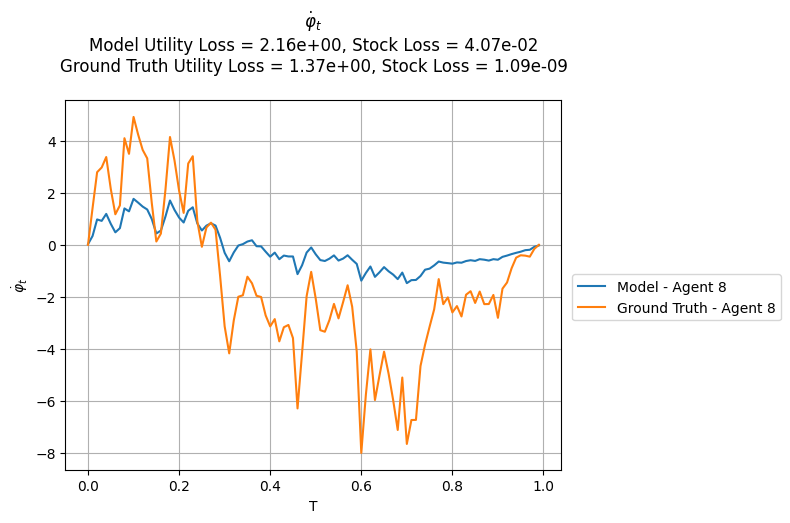 φ̇ₜ
Model Utility Loss = 2.16e+00, Stock Loss = 4.07e-02
Ground Truth Utility Loss = 1.37e+00, Stock Loss = 1.09e-09
4
2
0
−2
−4
−6
−8
φ̇ₜ
0.0 0.2 0.4 0.6 0.8 1.0
T
Model - Agent 8
Ground Truth - Agent 8